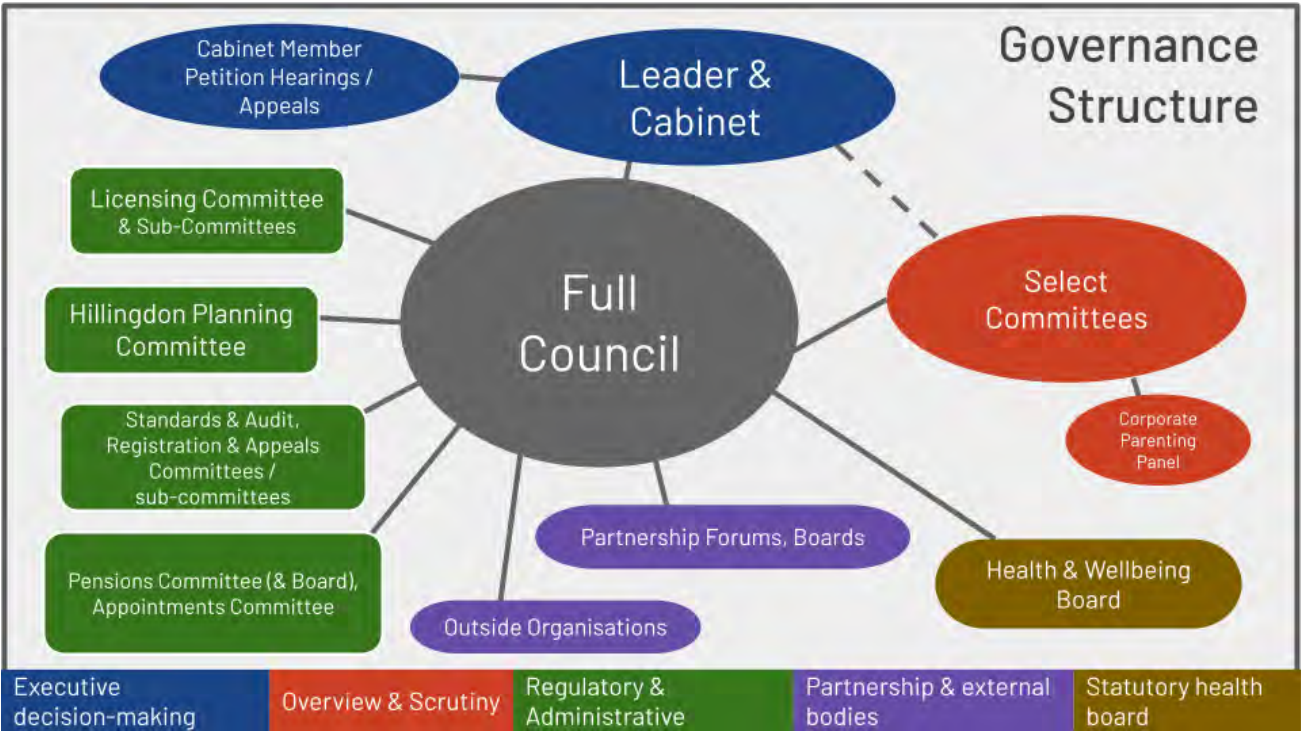 Governance
Structure
Cabinet Member
Petition Hearings /
Appeals
Leader &
Cabinet
Licensing Committee
& Sub-Committees
Hillingdon Planning
Committee
Standards & Audit,
Registration & Appeals
Committees /
sub-committees
Pensions Committee (& Board),
Appointments Committee
Full
Council
Select
Committees
Corporate
Parenting
Panel
Partnership Forums, Boards
Outside Organisations
Health & Wellbeing
Board
Executive
decision-making
Overview & Scrutiny
Regulatory &
Administrative
Partnership & external
bodies
Statutory health
board